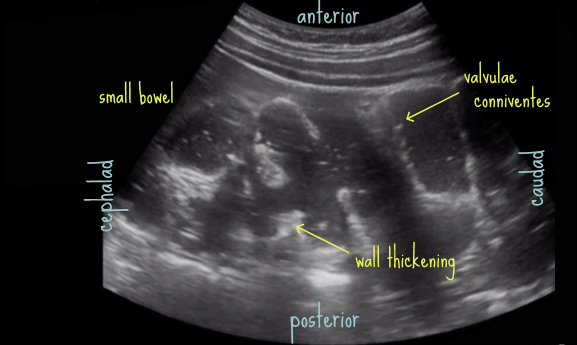 anterior
valvulae
conniventes
small bowel
cephalad
caudad
wall thickening
posterior